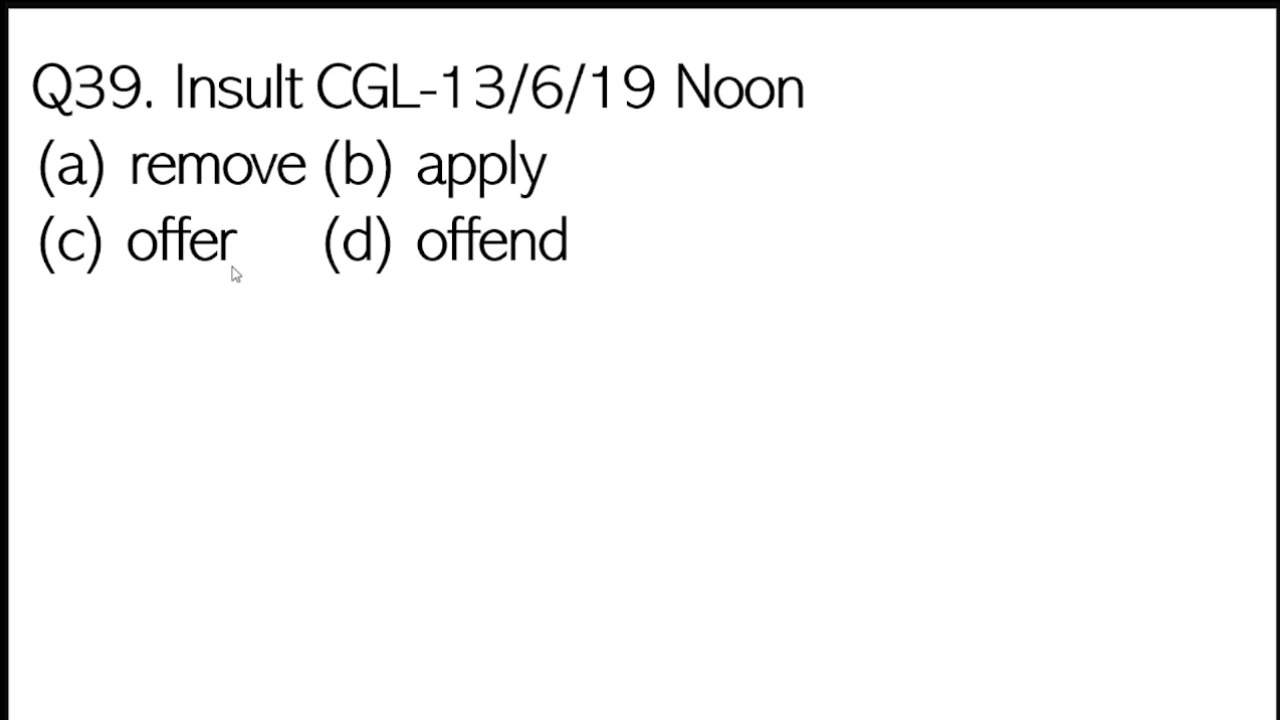 Q39. Insult CGL-13/6/19 Noon
(a) remove (b) apply
(c) offer (d) offend